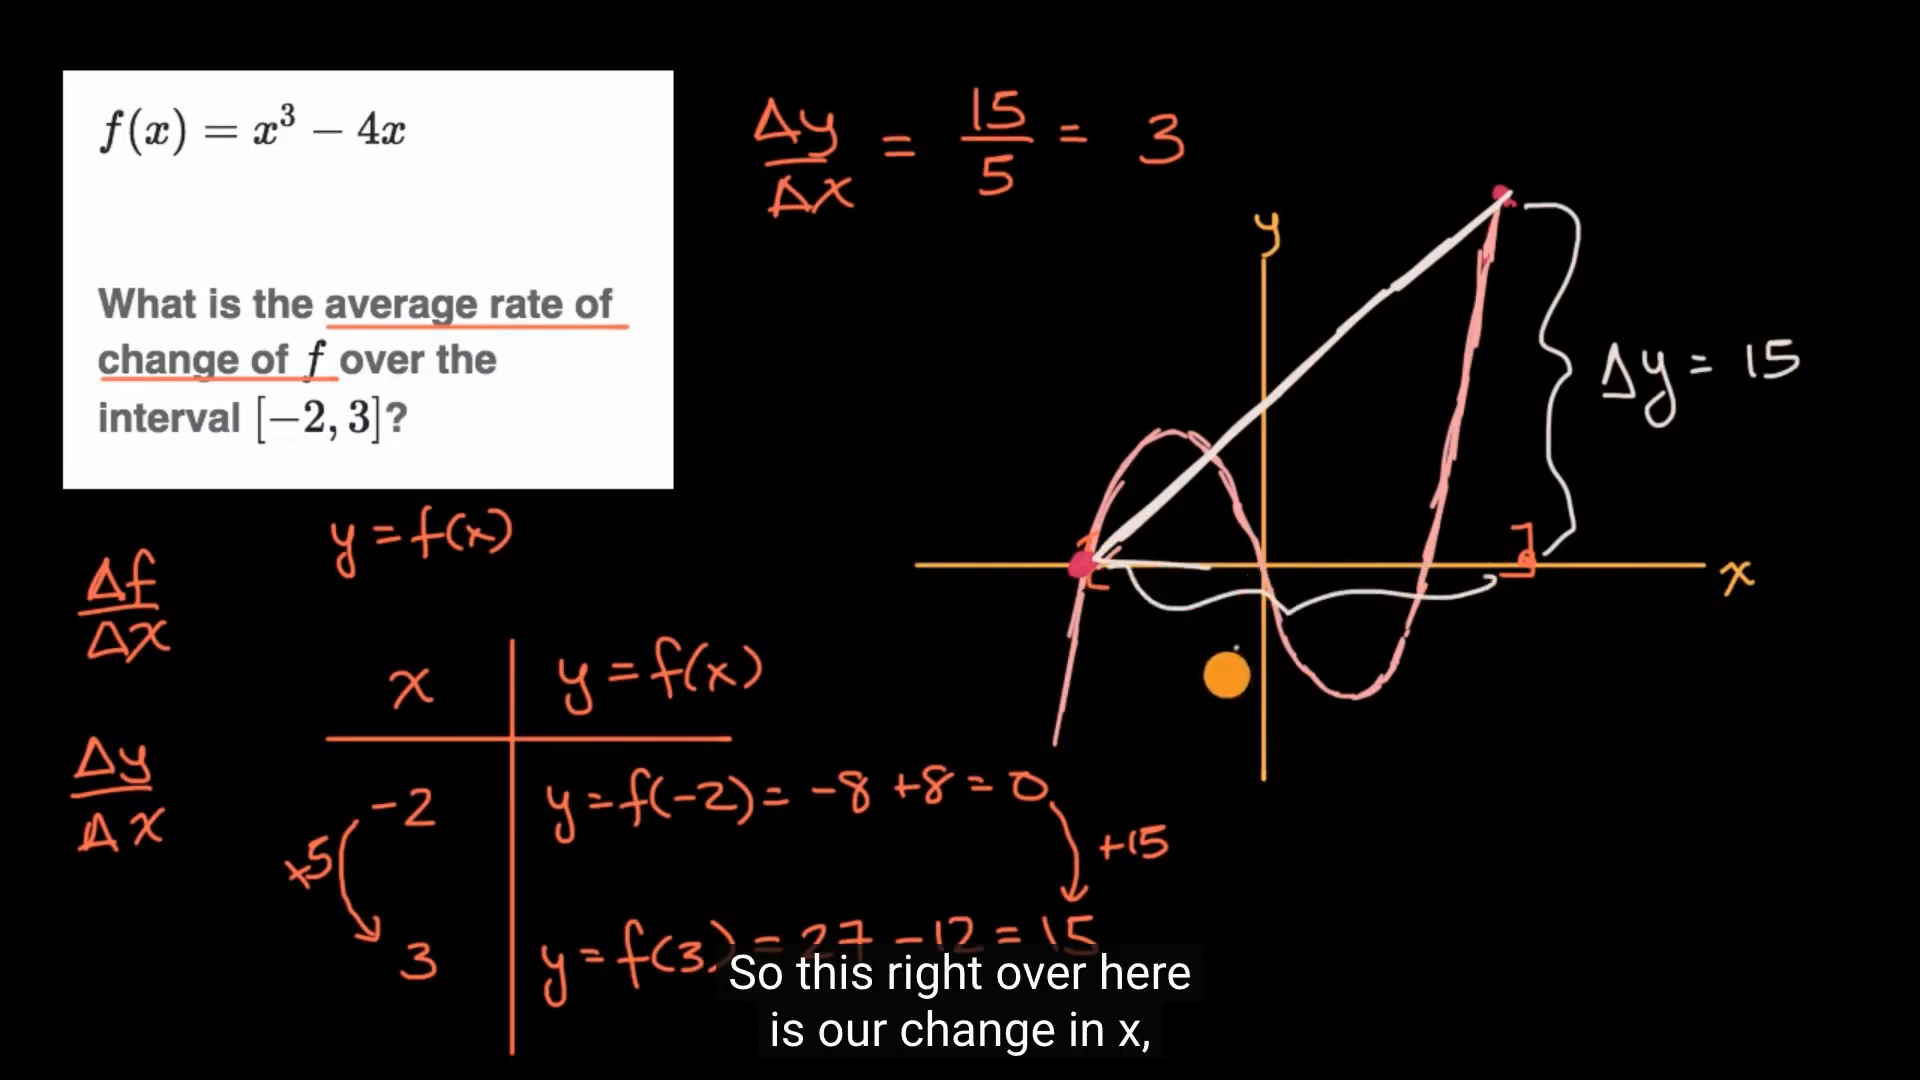 f(x) = x³ − 4x
What is the average rate of
change of f over the
interval [−2, 3]?
Δy/Δx = 15/5 = 3
y
Δy = 15
x
y = f(x)
Δf/Δx
Δy/Δx
x | y = f(x)
-2 | y = f(-2) = -8 + 8 = 0
+5
+15
3 | y = f(3) = 27 - 12 = 15
So this right over here
is our change in x,